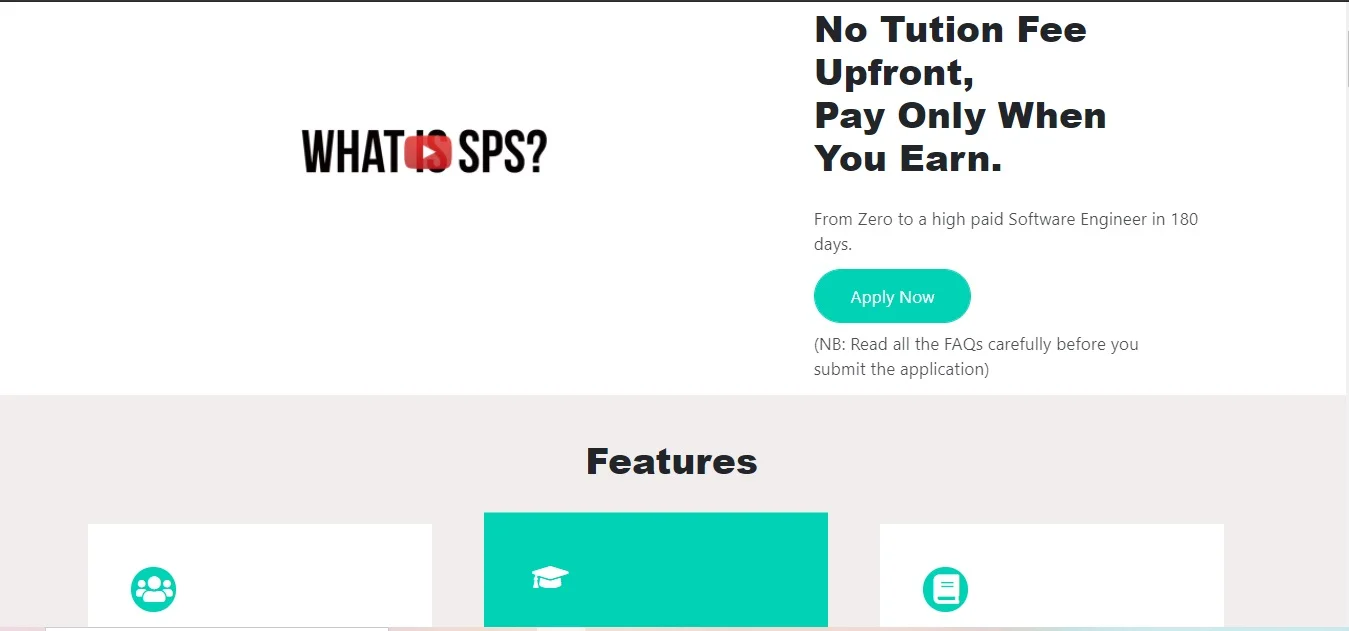 WHAT IS SPS?
No Tution Fee
Upfront,
Pay Only When
You Earn.
From Zero to a high paid Software Engineer in 180
days.
Apply Now
(NB: Read all the FAQs carefully before you
submit the application)
Features